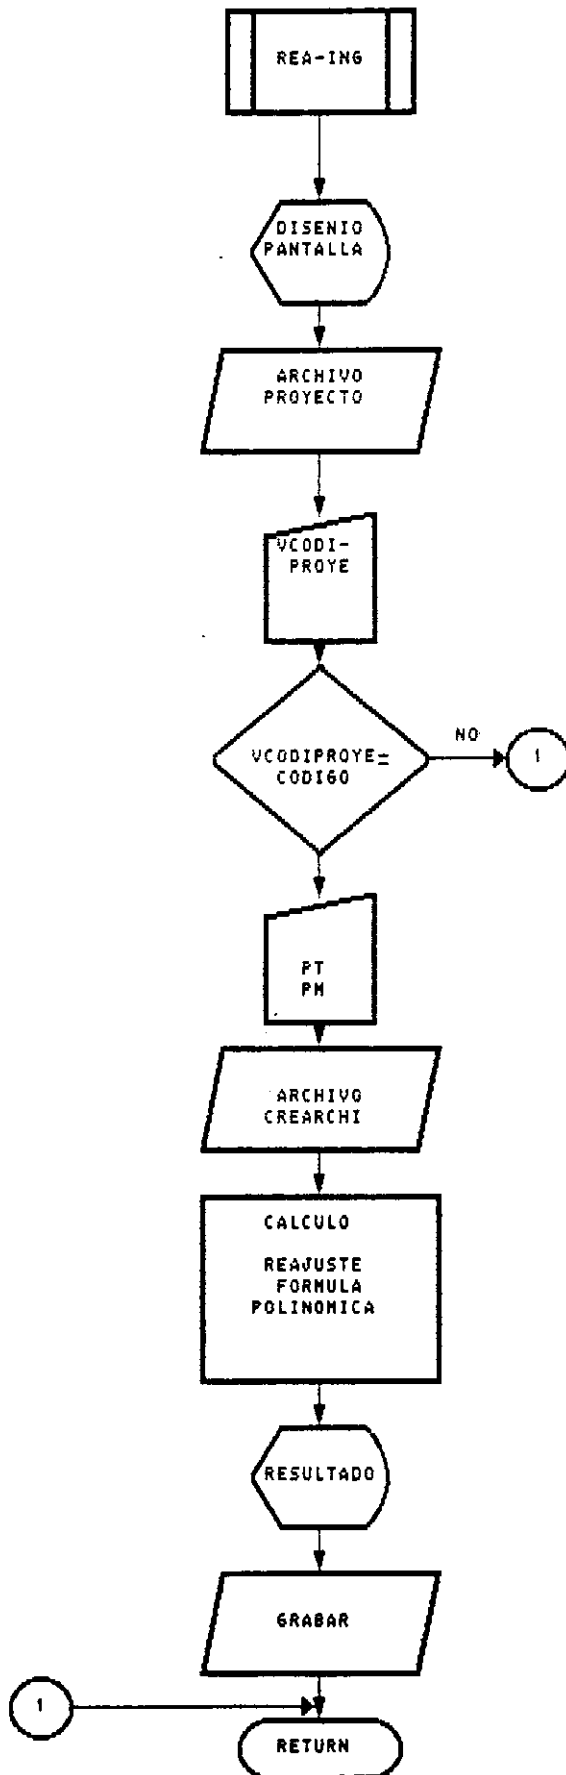 REA-ING
DISENIO
PANTALLA
ARCHIVO
PROYECTO
VCODI-
PROYE
VCODIPROYE=
CODIGO
NO
1
PT
PM
ARCHIVO
CREARCHI
CALCULO
REAJUSTE
FORMULA
POLINOMICA
RESULTADO
GRABAR
1
RETURN